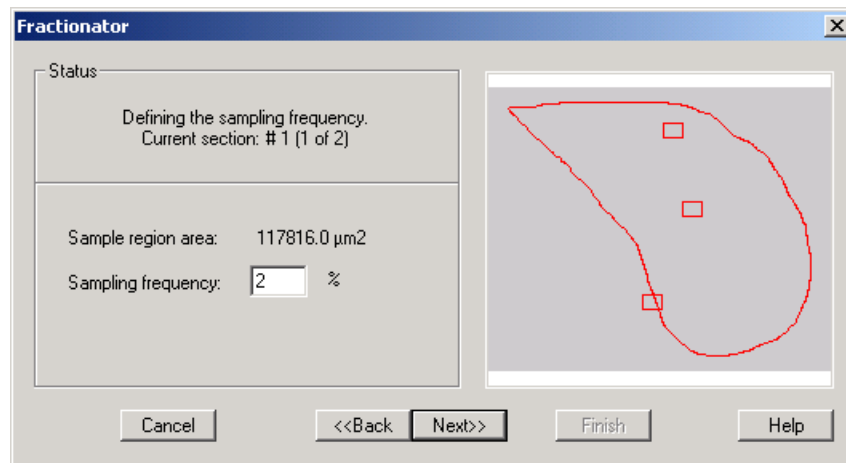 Fractionator
Status
Defining the sampling frequency.
Current section: # 1 (1 of 2)
Sample region area: 117816.0 µm2
Sampling frequency: 2 %
Cancel <<Back Next>> Finish Help